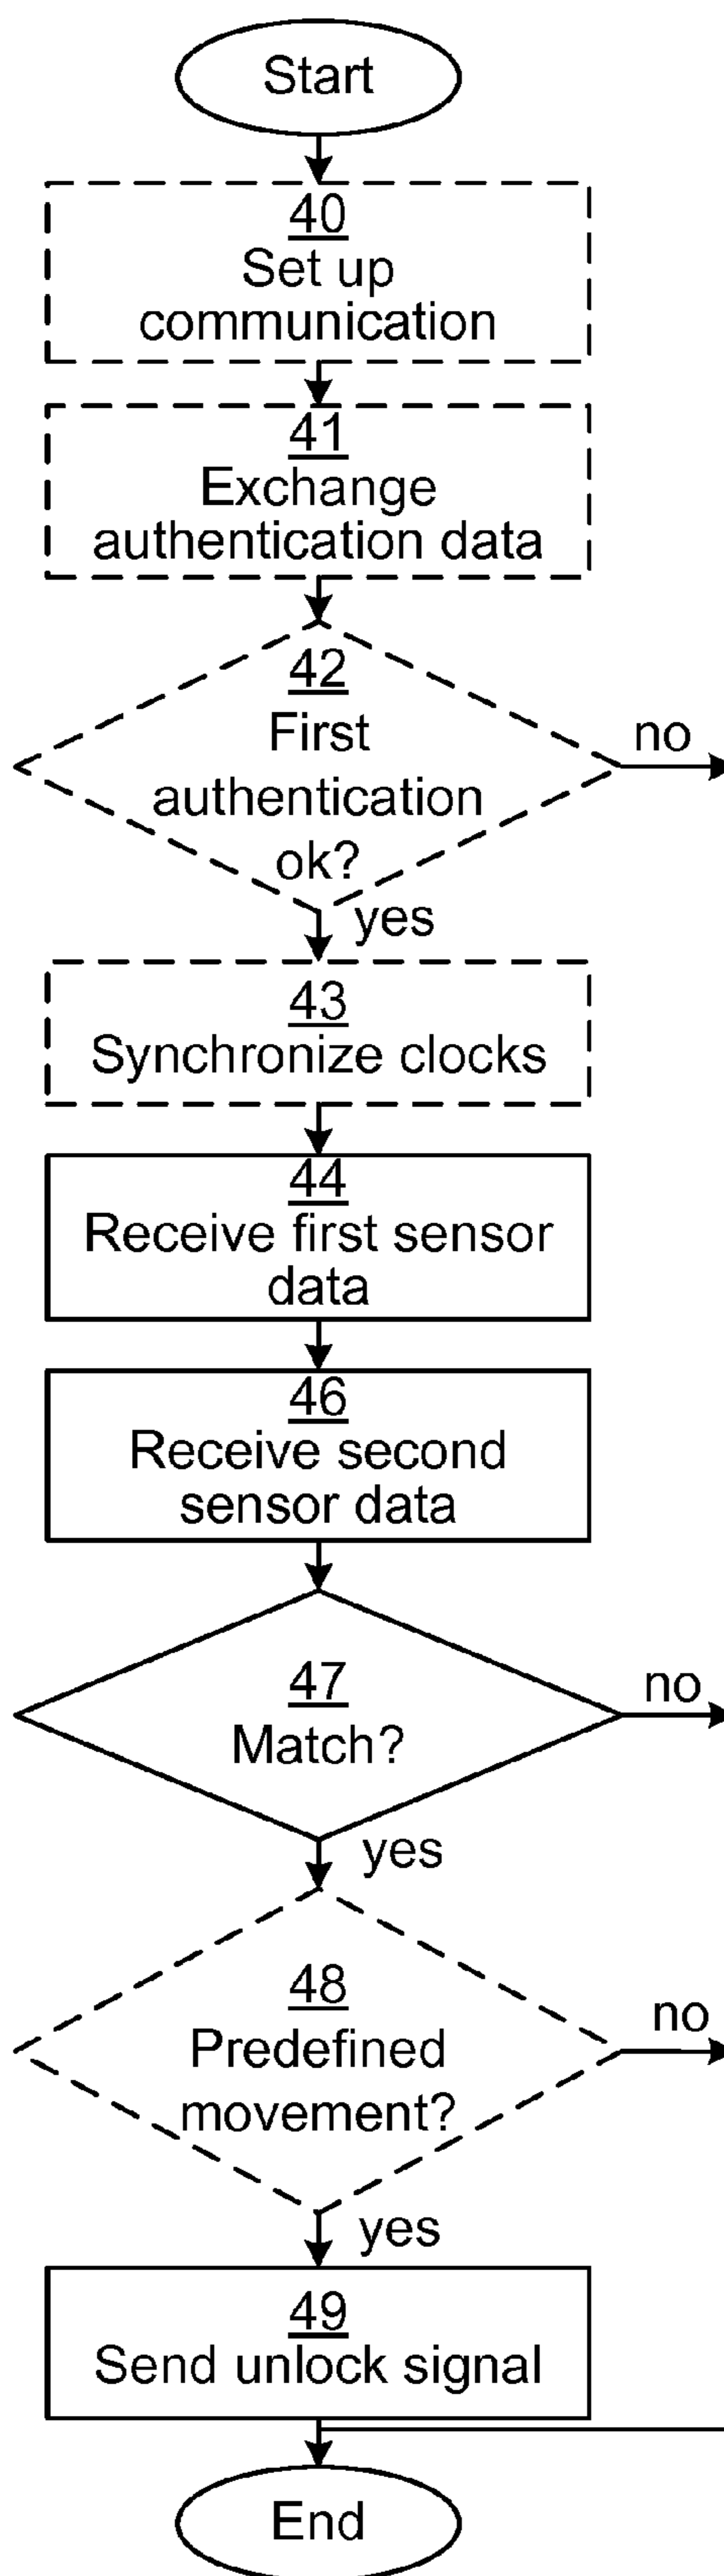 Start
40
Set up
communication
41
Exchange
authentication data
42
First
authentication
ok?
no
yes
43
Synchronize clocks
44
Receive first sensor
data
46
Receive second
sensor data
47
Match?
no
yes
48
Predefined
movement?
no
yes
49
Send unlock signal
End